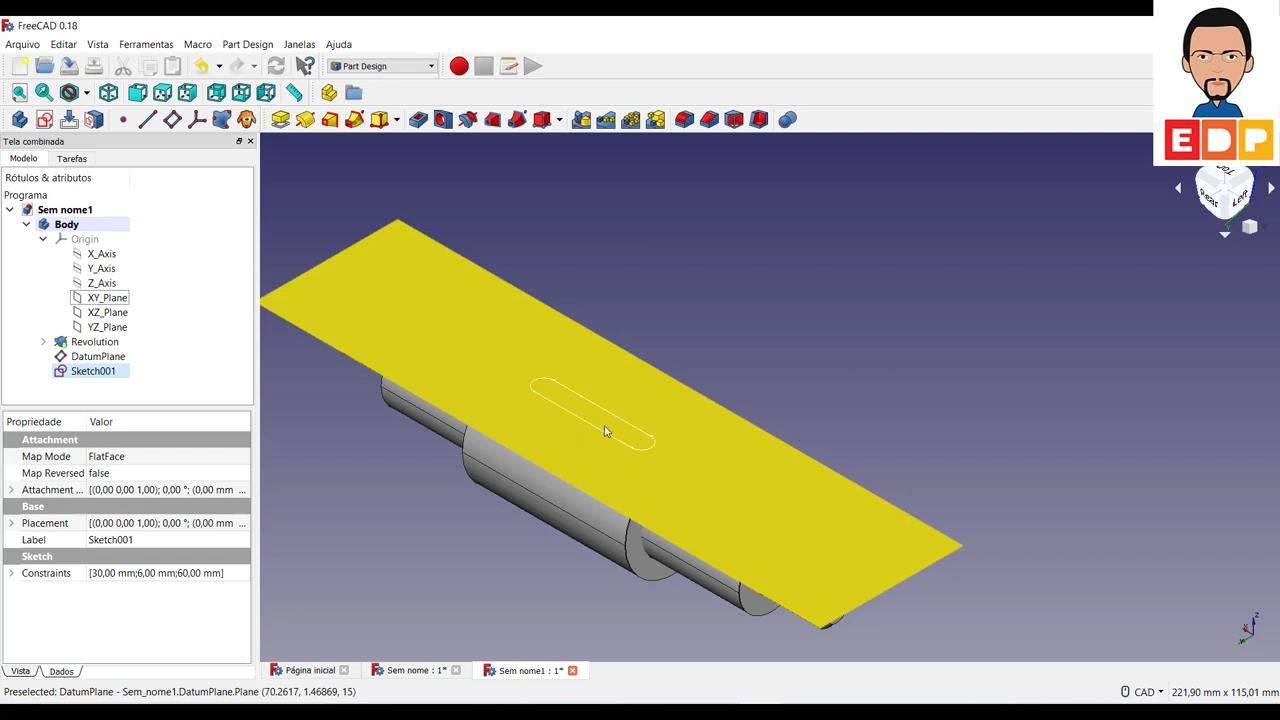 FreeCAD 0.18
Arquivo Editar Vista Ferramentas Macro Part Design Janelas Ajuda
Part Design
EDP
Tela combinada
Modelo Tarefas
Rótulos & atributos
Programa
Sem nome1
Body
Origin
X_Axis
Y_Axis
Z_Axis
XY_Plane
XZ_Plane
YZ_Plane
Revolution
DatumPlane
Sketch001
Rear Left
Propriedade Valor
Attachment
Map Mode FlatFace
Map Reversed false
Attachment ... [(0,00 0,00 1,00); 0,00 °; (0,00 mm ...
Base
Placement [(0,00 0,00 1,00); 0,00 °; (0,00 mm ...
Label Sketch001
Sketch
Constraints [30,00 mm;6,00 mm;60,00 mm]
Vista Dados
Página inicial Sem nome : 1* Sem nome1 : 1*
Preselected: DatumPlane - Sem_nome1.DatumPlane.Plane (70.2617, 1.46869, 15) CAD 221,90 mm x 115,01 mm